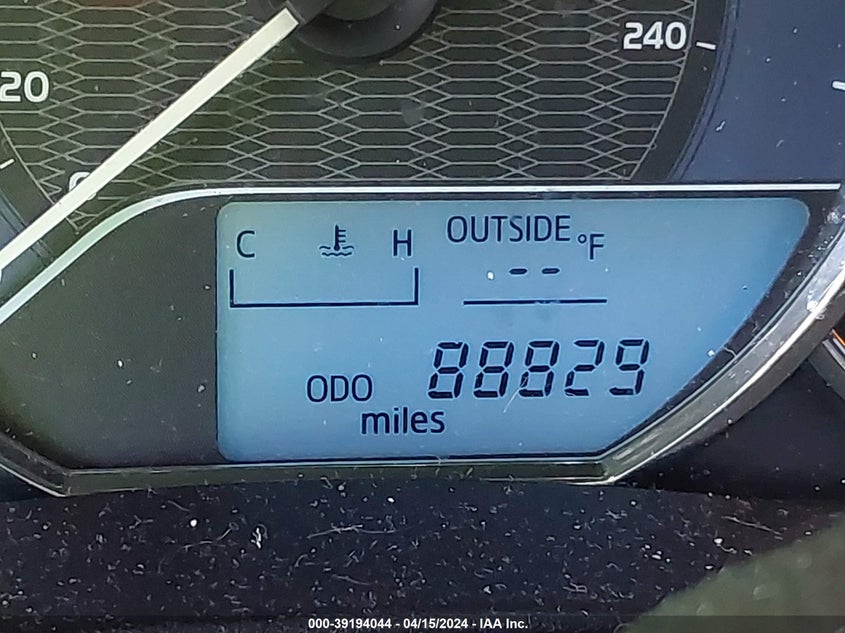 240
20
C H OUTSIDE °F
--
ODO 88829
miles
000-39194044 - 04/15/2024 - IAA Inc.